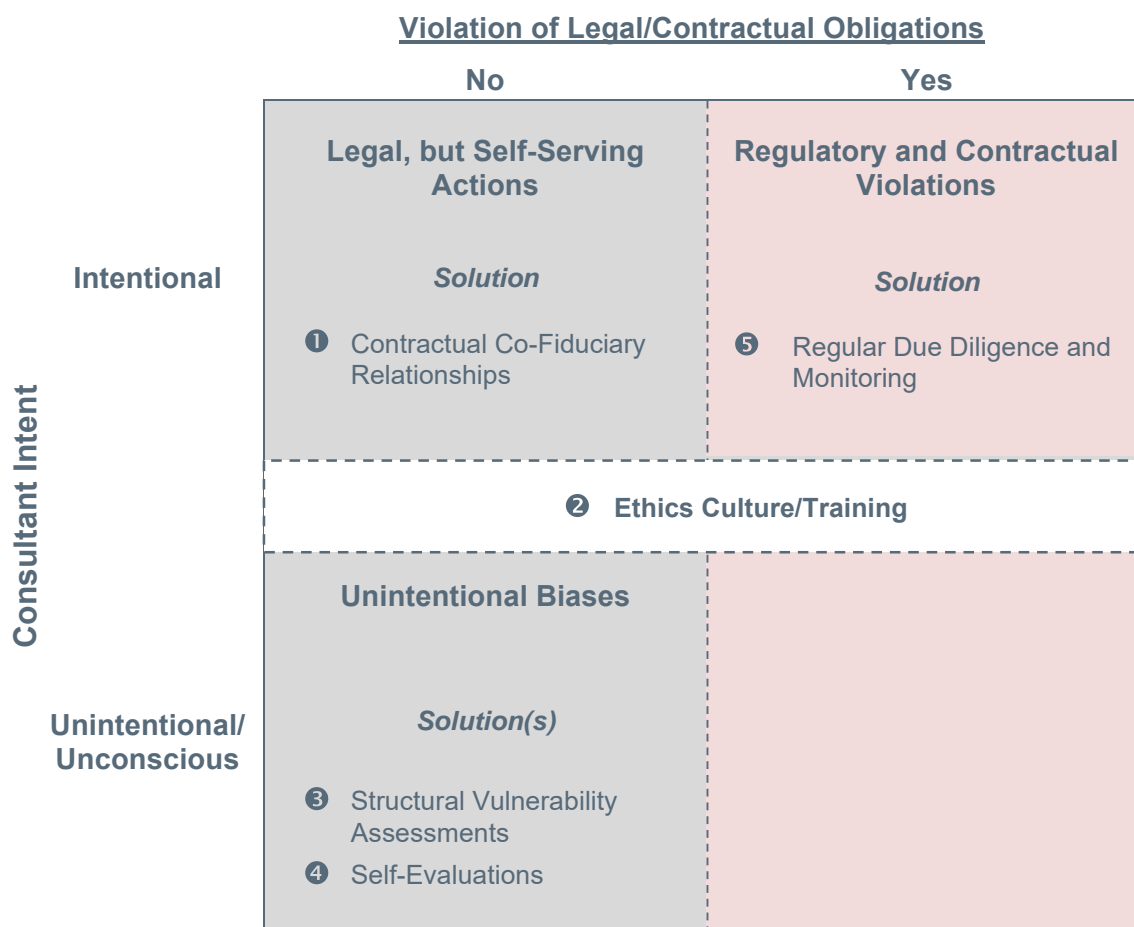 Violation of Legal/Contractual Obligations
No
Yes
Legal, but Self-Serving
Actions
Regulatory and Contractual
Violations
Intentional
Solution
Solution
❶ Contractual Co-Fiduciary
Relationships
❺ Regular Due Diligence and
Monitoring
Consultant Intent
❷ Ethics Culture/Training
Unintentional Biases
Unintentional/
Unconscious
Solution(s)
❸ Structural Vulnerability
Assessments
❹ Self-Evaluations